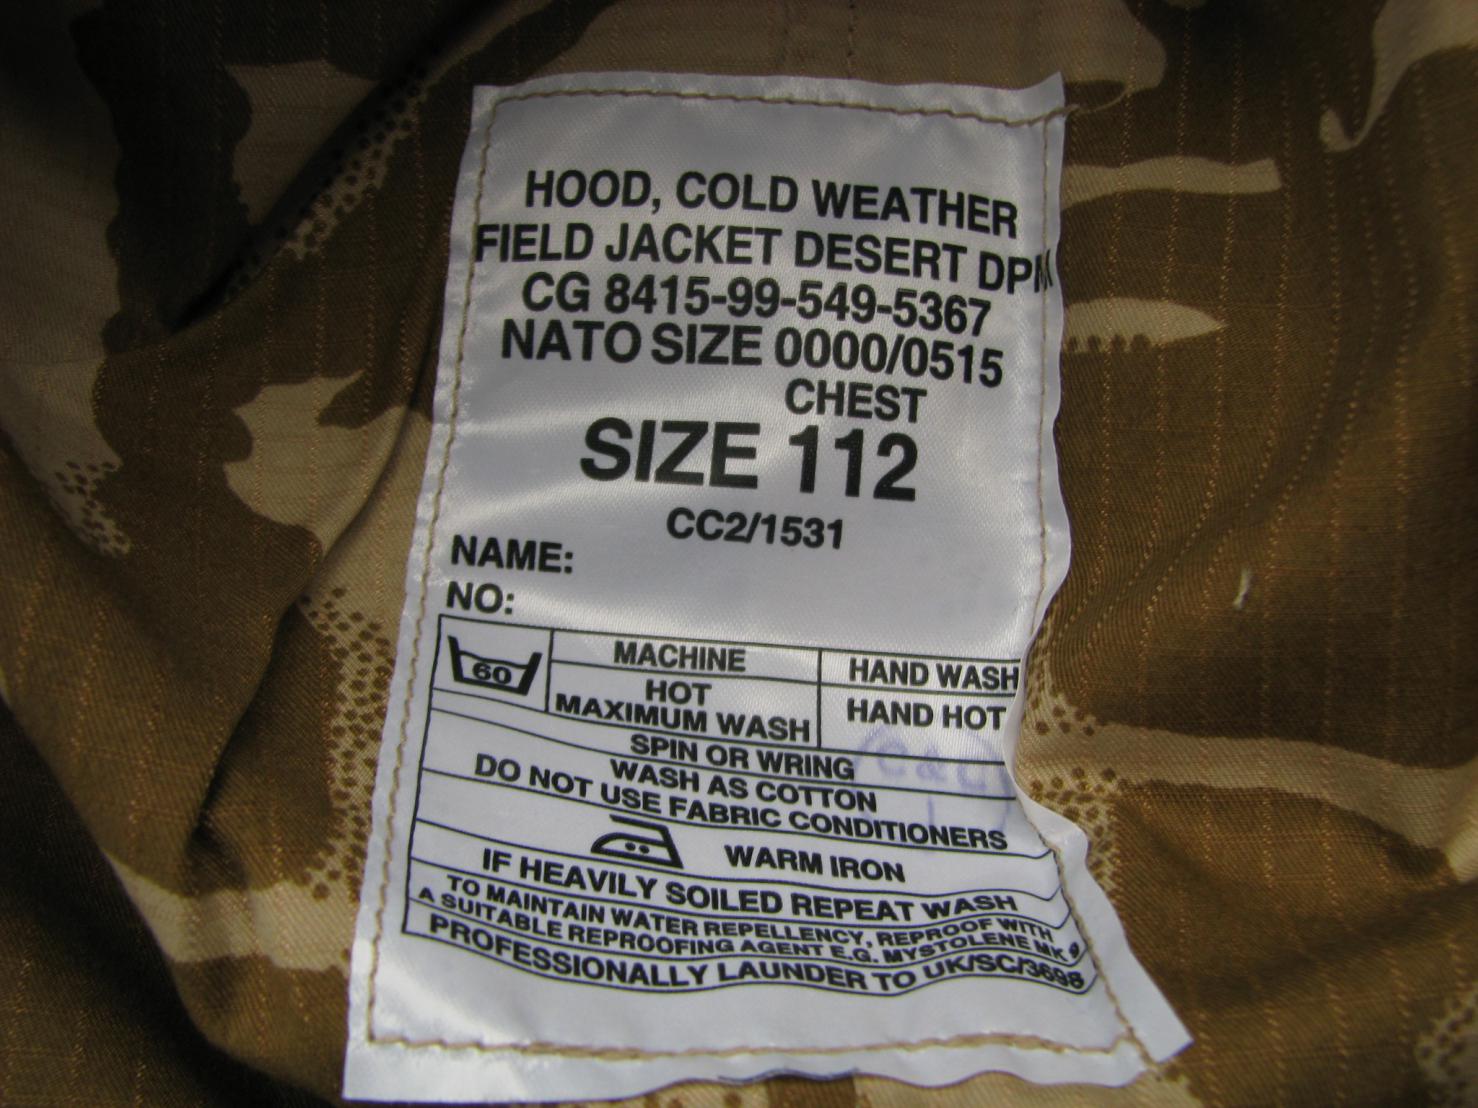 HOOD, COLD WEATHER
FIELD JACKET DESERT DPM
CG 8415-99-549-5367
NATO SIZE 0000/0515
CHEST
SIZE 112
CC2/1531
NAME:
NO:
60
MACHINE
HAND WASH
HOT
MAXIMUM WASH
HAND HOT
SPIN OR WRING
WASH AS COTTON
DO NOT USE FABRIC CONDITIONERS
WARM IRON
IF HEAVILY SOILED REPEAT WASH
TO MAINTAIN WATER REPELLENCY, REPROOF WITH
A SUITABLE REPROOFING AGENT E.G. MYSTOLENE MK 9
PROFESSIONALLY LAUNDER TO UK/SC/3698